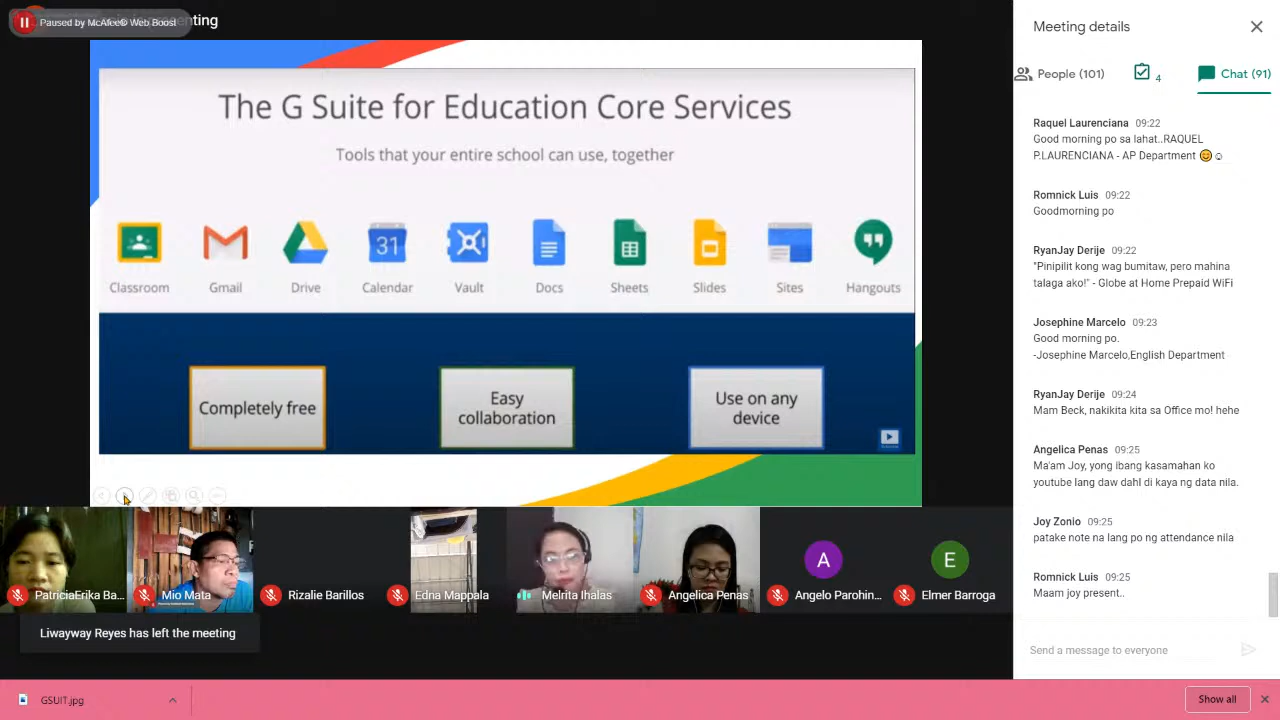 Paused by McAfee® Web Boost
enting
The G Suite for Education Core Services
Tools that your entire school can use, together
31
Classroom
Gmail
Drive
Calendar
Vault
Docs
Sheets
Slides
Sites
Hangouts
Completely free
Easy
collaboration
Use on any
device
PatriciaErika Ba...
Mio Mata
Rizalie Barillos
Edna Mappala
Melrita Ihalas
Angelica Penas
A
Angelo Parohin...
E
Elmer Barroga
Liwayway Reyes has left the meeting
Meeting details
People (101)
4
Chat (91)
Raquel Laurenciana 09:22
Good morning po sa lahat..RAQUEL
P.LAURENCIANA - AP Department 😊☺
Romnick Luis 09:22
Goodmorning po
RyanJay Derije 09:22
"Pinipilit kong wag bumitaw, pero mahina
talaga ako!" - Globe at Home Prepaid WiFi
Josephine Marcelo 09:23
Good morning po.
-Josephine Marcelo,English Department
RyanJay Derije 09:24
Mam Beck, nakikita kita sa Office mo! hehe
Angelica Penas 09:25
Ma'am Joy, yong ibang kasamahan ko
youtube lang daw dahl di kaya ng data nila.
Joy Zonio 09:25
patake note na lang po ng attendance nila
Romnick Luis 09:25
Maam joy present..
Send a message to everyone
GSUIT.jpg
Show all